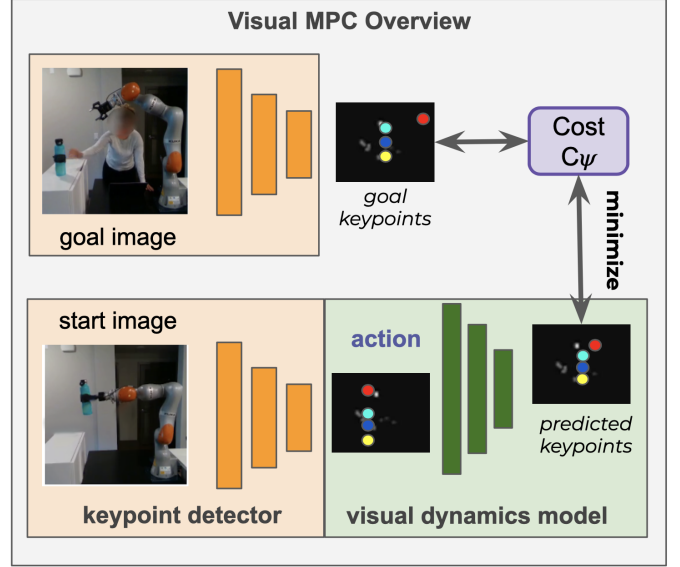 Visual MPC Overview
goal image
goal
keypoints
Cost
Cψ
minimize
start image
action
predicted
keypoints
keypoint detector
visual dynamics model